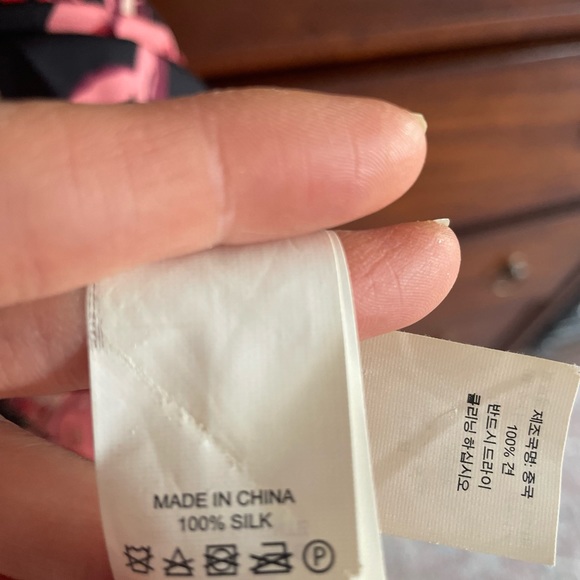 MADE IN CHINA
100% SILK
P
제조국명: 중국
100% 견
반드시 드라이
클리닝 하십시오